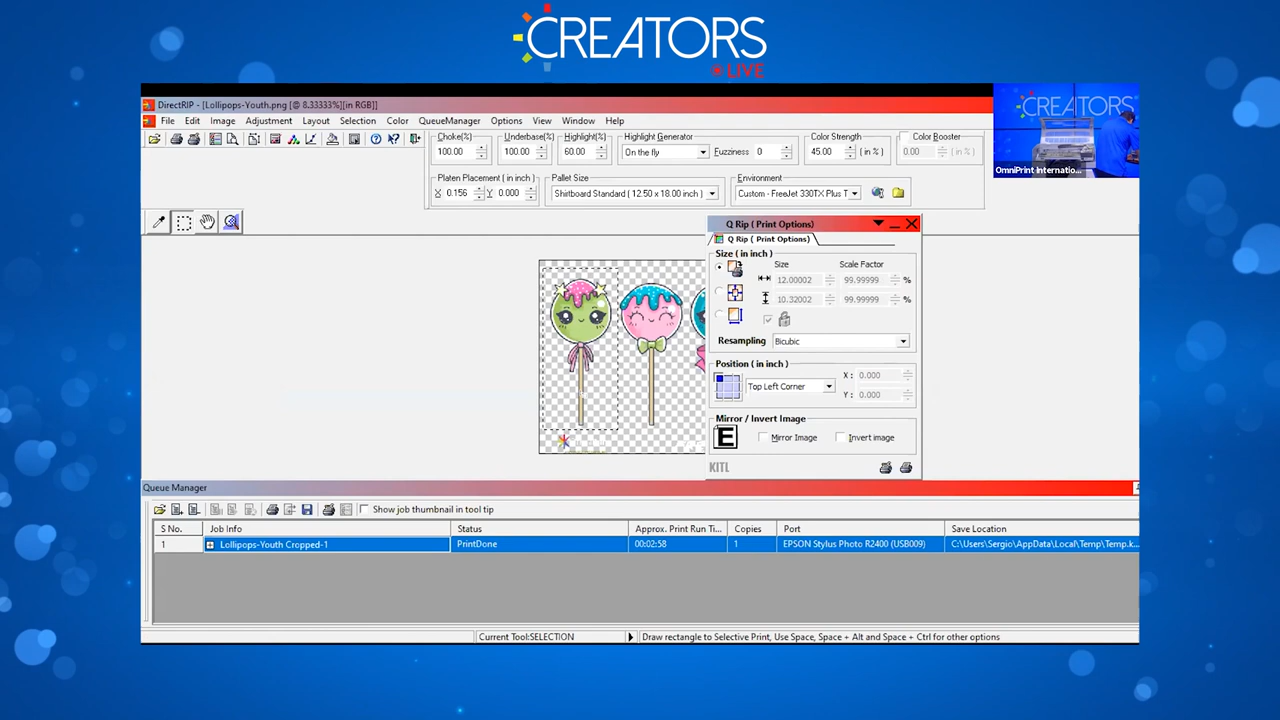 CREATORS
LIVE
DirectRIP - [Lollipops-Youth.png [@ 8.33333%][in RGB]]
File Edit Image Adjustment Layout Selection Color QueueManager Options View Window Help
CREATORS
OmniPrint Internatio...
Choke(%) Underbase(%) Highlight(%) Highlight Generator Color Strength Color Booster
100.00 100.00 60.00 On the fly Fuzziness 0 45.00 ( in % ) 0.00 ( in % )
Platen Placement ( in inch ) Pallet Size Environment
X 0.156 Y 0.000 Shirtboard Standard ( 12.50 x 18.00 inch ) Custom - FreeJet 330TX Plus T
Q Rip ( Print Options)
Q Rip ( Print Options)
Size ( in inch )
Size Scale Factor
12.00002 99.99999 %
10.32002 99.99999 %
Resampling Bicubic
Position ( in inch )
Top Left Corner
X : 0.000
Y : 0.000
Mirror / Invert Image
E Mirror Image Invert image
KITL
Queue Manager
Show job thumbnail in tool tip
S No. Job Info Status Approx. Print Run Ti... Copies Port Save Location
1 Lollipops-Youth Cropped-1 PrintDone 00:02:58 1 EPSON Stylus Photo R2400 (USB009) C:\Users\Sergio\AppData\Local\Temp\Temp.k...
Current Tool:SELECTION Draw rectangle to Selective Print, Use Space, Space + Alt and Space + Ctrl for other options